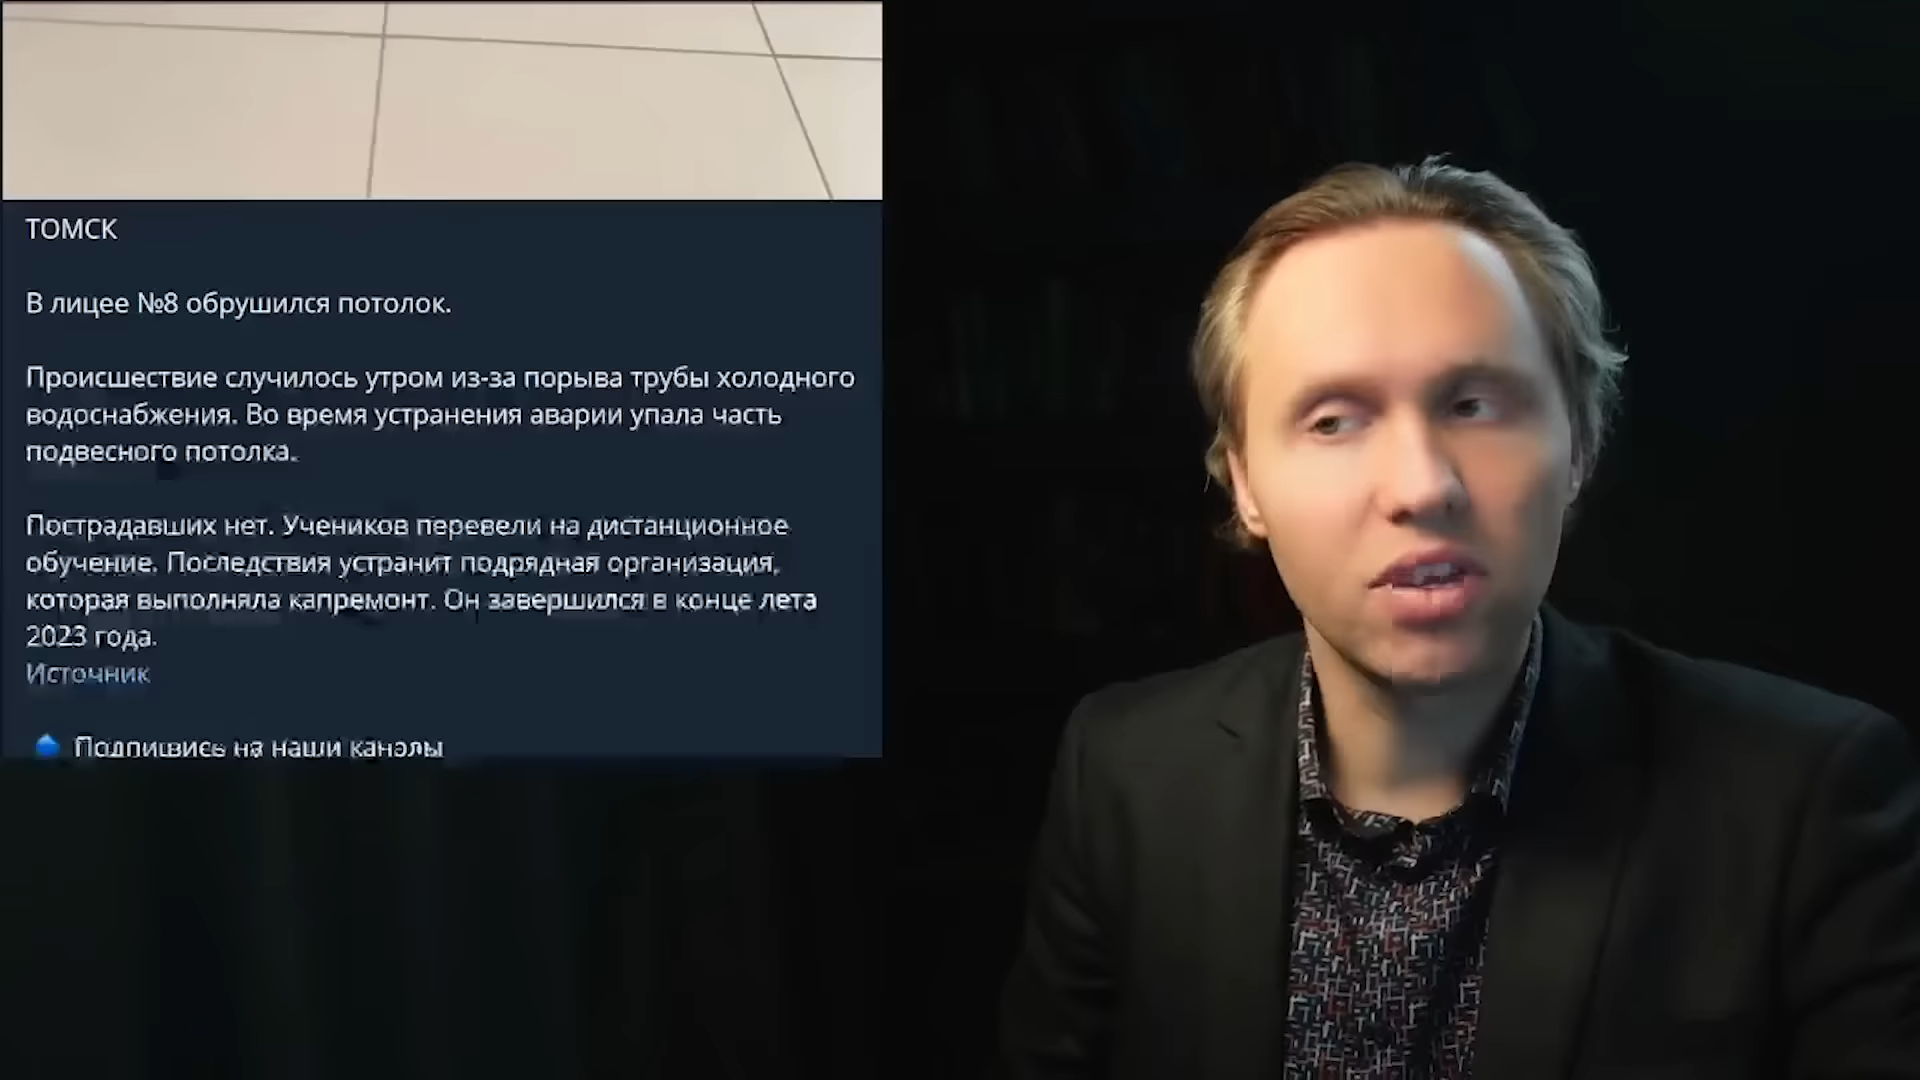 ТОМСК
В лицее №8 обрушился потолок.
Происшествие случилось утром из-за порыва трубы холодного
водоснабжения. Во время устранения аварии упала часть
подвесного потолка.
Пострадавших нет. Учеников перевели на дистанционное
обучение. Последствия устранит подрядная организация,
которая выполняла капремонт. Он завершился в конце лета
2023 года.
Источник
Подпишись на наши каналы